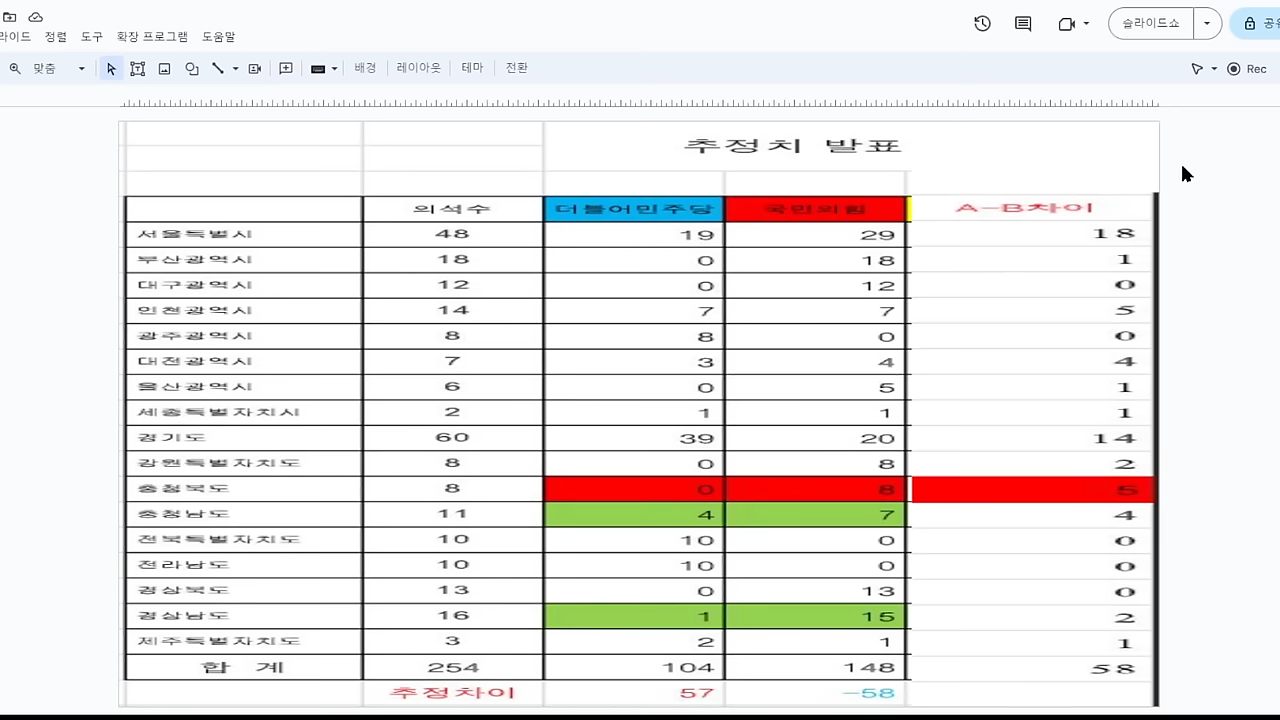 라이드 정렬 도구 확장 프로그램 도움말
슬라이드쇼
공유
맞춤
배경 레이아웃 테마 전환
Rec
추정치 발표
의석수 더불어민주당 국민의힘 A-B차이
서울특별시 48 19 29 18
부산광역시 18 0 18 1
대구광역시 12 0 12 0
인천광역시 14 7 7 5
광주광역시 8 8 0 0
대전광역시 7 3 4 4
울산광역시 6 0 5 1
세종특별자치시 2 1 1 1
경기도 60 39 20 14
강원특별자치도 8 0 8 2
충청북도 8 0 8 5
충청남도 11 4 7 4
전북특별자치도 10 10 0 0
전라남도 10 10 0 0
경상북도 13 0 13 0
경상남도 16 1 15 2
제주특별자치도 3 2 1 1
합 계 254 104 148 58
추정차이 57 -58